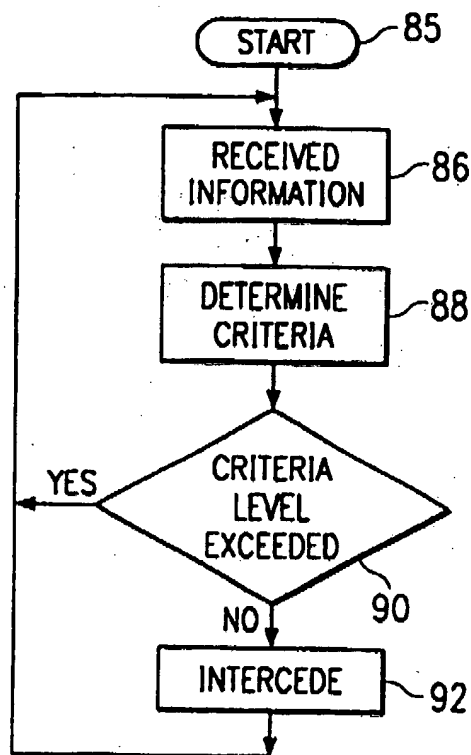 START
85
RECEIVED
INFORMATION
86
DETERMINE
CRITERIA
88
CRITERIA
LEVEL
EXCEEDED
YES
90
NO
INTERCEDE
92